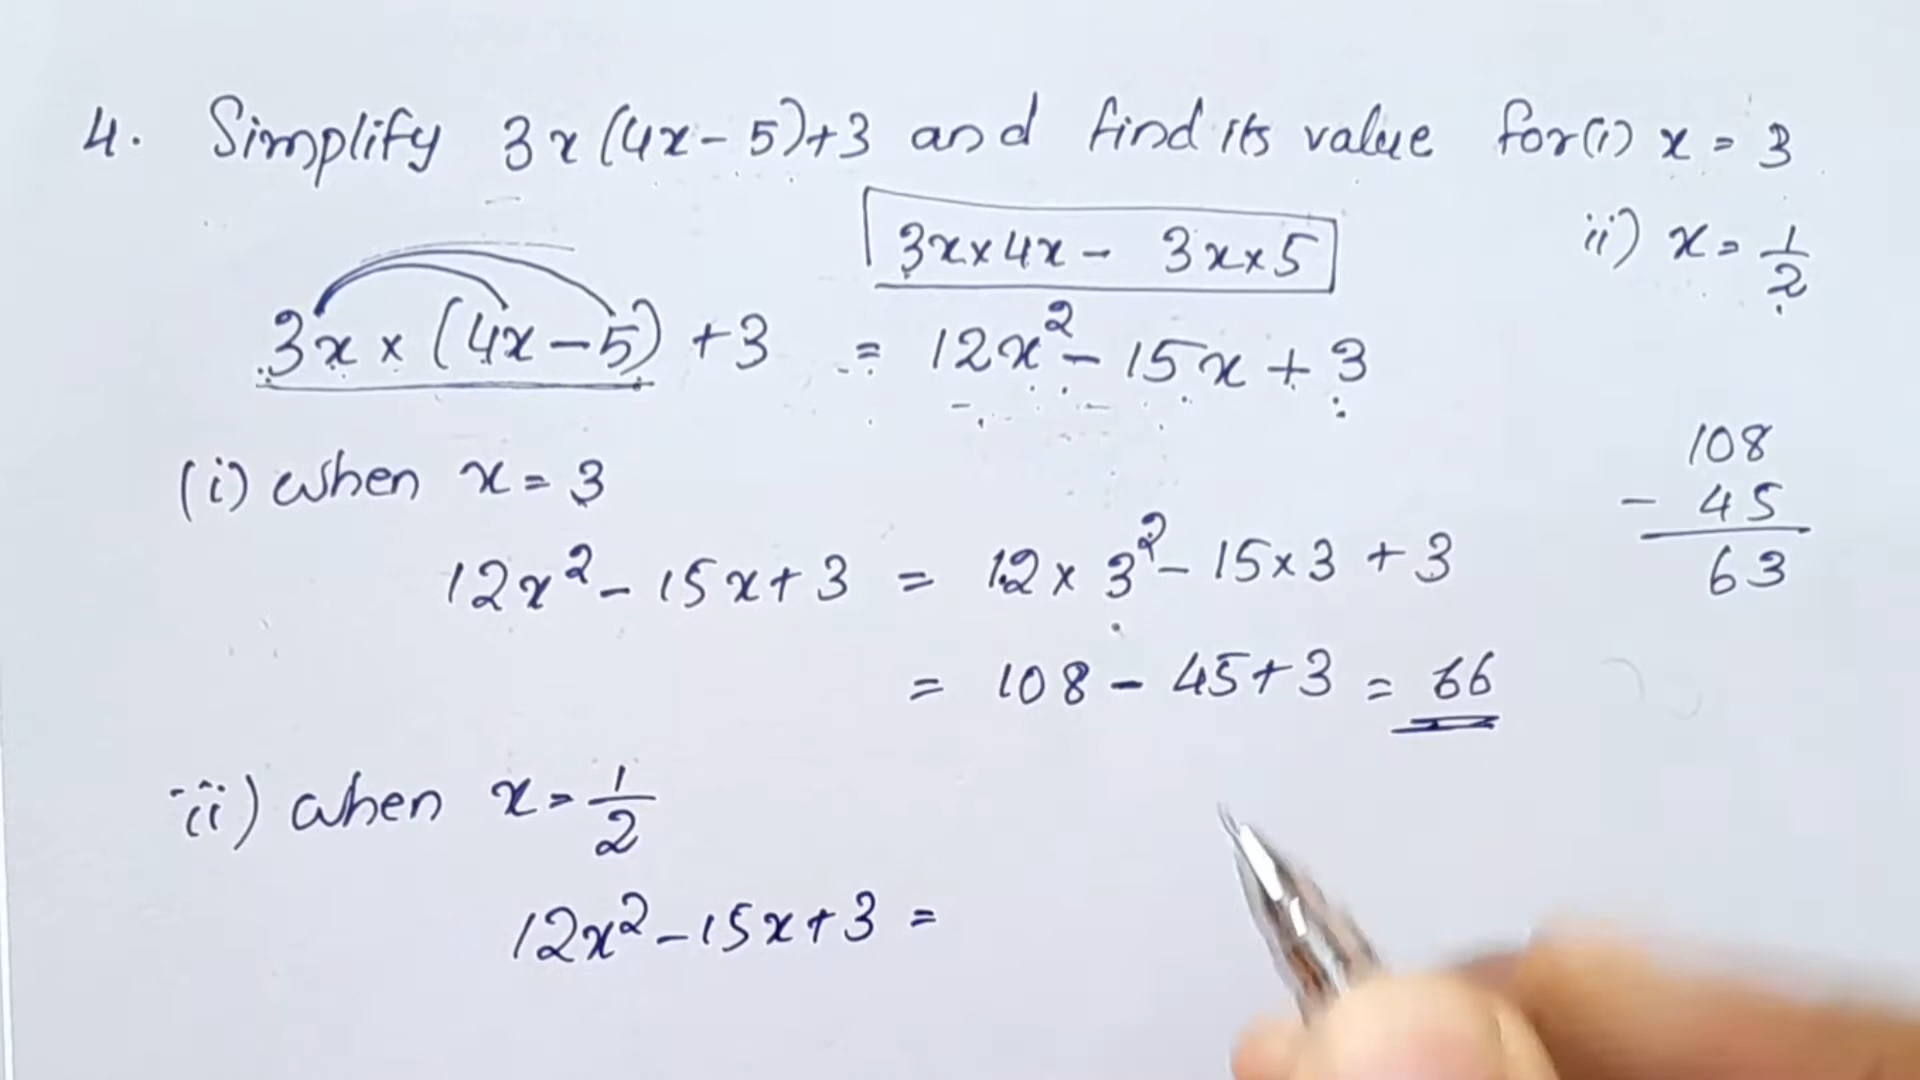 4. Simplify 3x(4x-5)+3 and find its value for (i) x = 3
ii) x = 1/2
3x×4x - 3x×5
3x × (4x-5) +3 = 12x² - 15x + 3
(i) when x = 3
108
- 45
63
12x² - 15x + 3 = 12 × 3² - 15×3 + 3
= 108 - 45 + 3 = 66
ii) when x = 1/2
12x² - 15x + 3 =